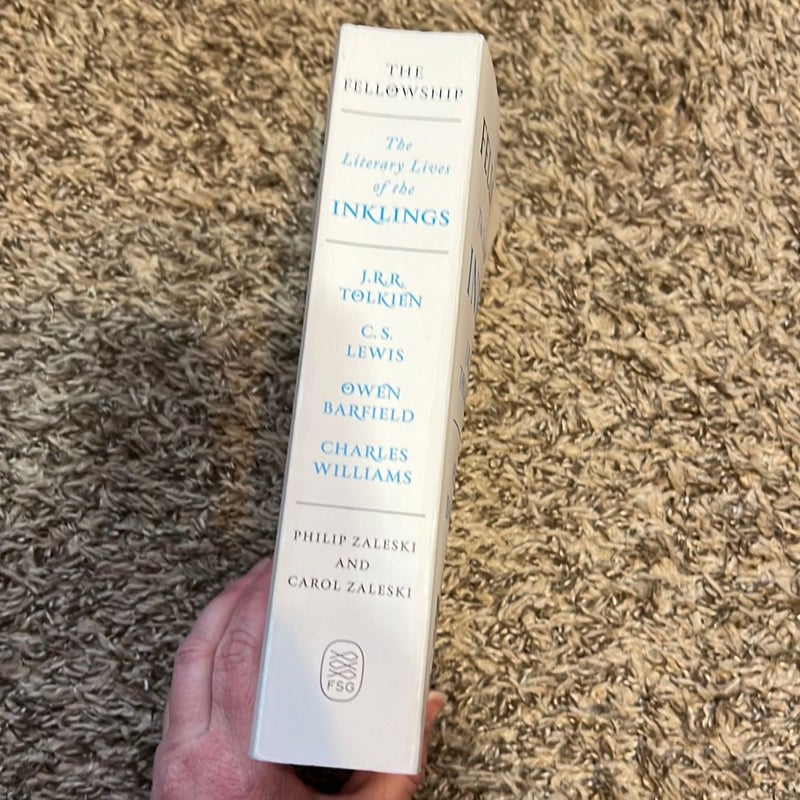 THE
FELLOWSHIP
The
Literary Lives
of the
INKLINGS
J.R.R.
TOLKIEN
C. S.
LEWIS
OWEN
BARFIELD
CHARLES
WILLIAMS
PHILIP ZALESKI
AND
CAROL ZALESKI
FSG